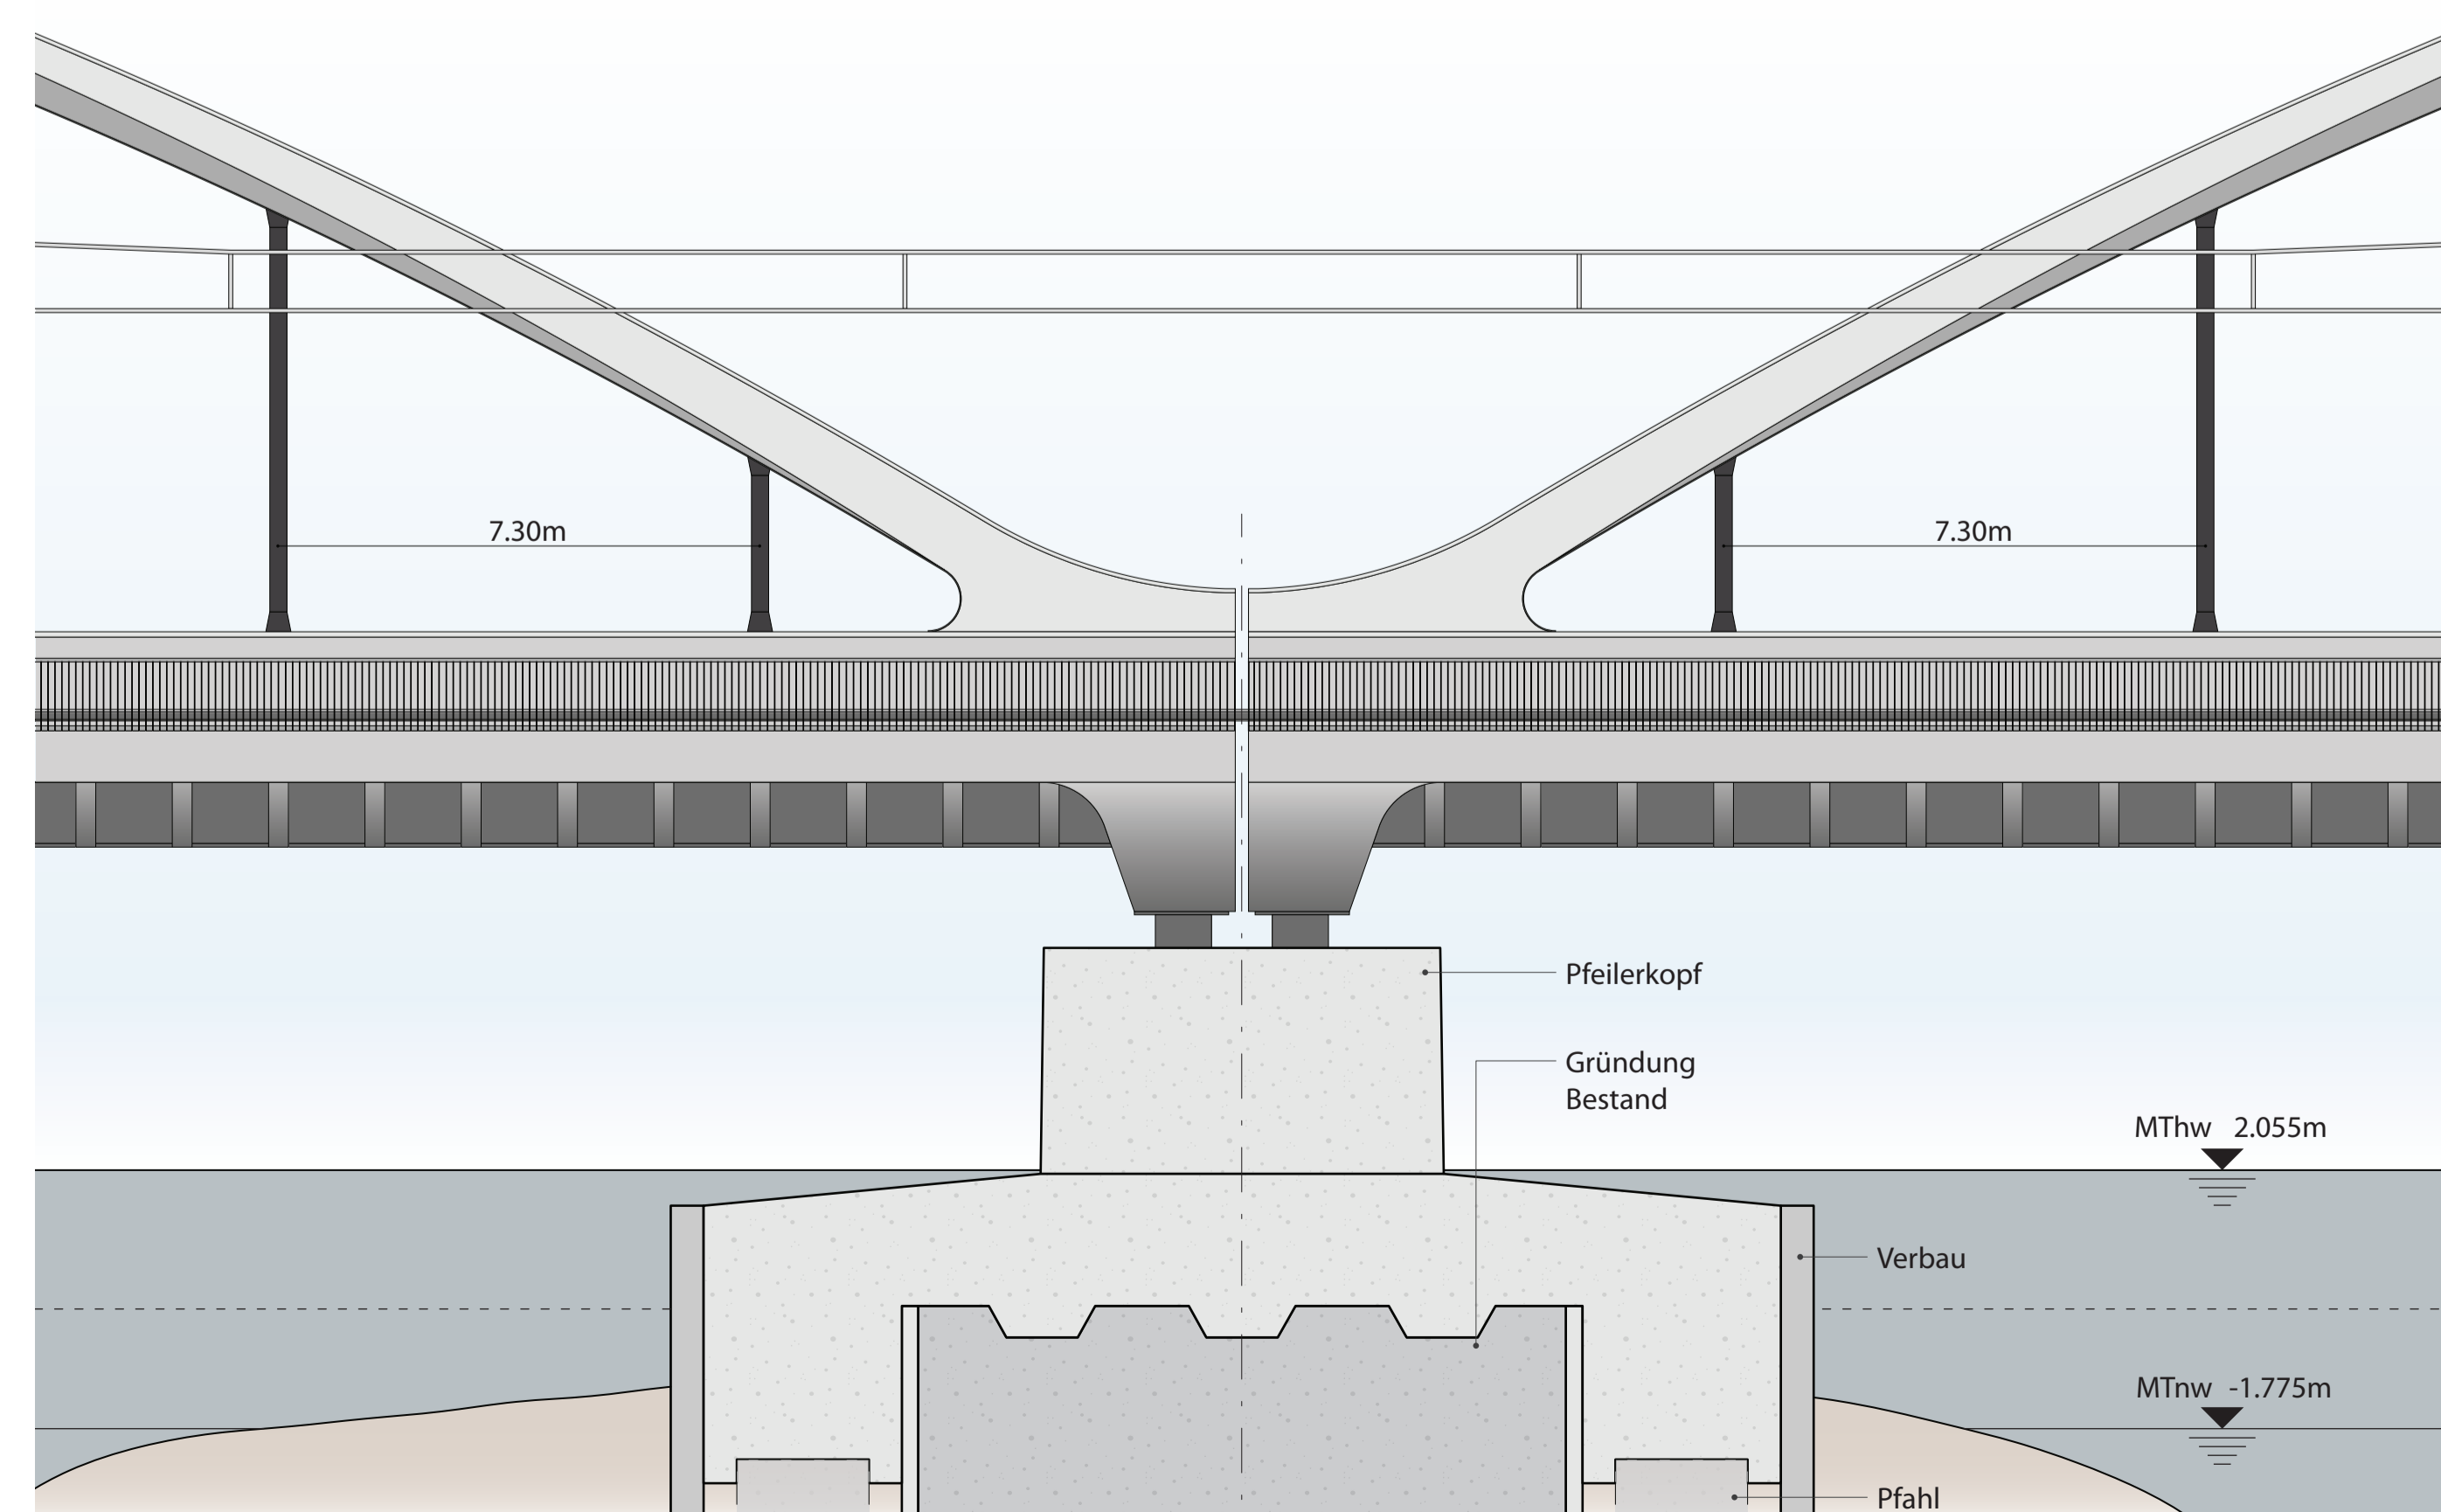 7.30m
7.30m
Pfeilerkopf
Gründung
Bestand
MThw 2.055m
Verbau
MTnw -1.775m
Pfahl